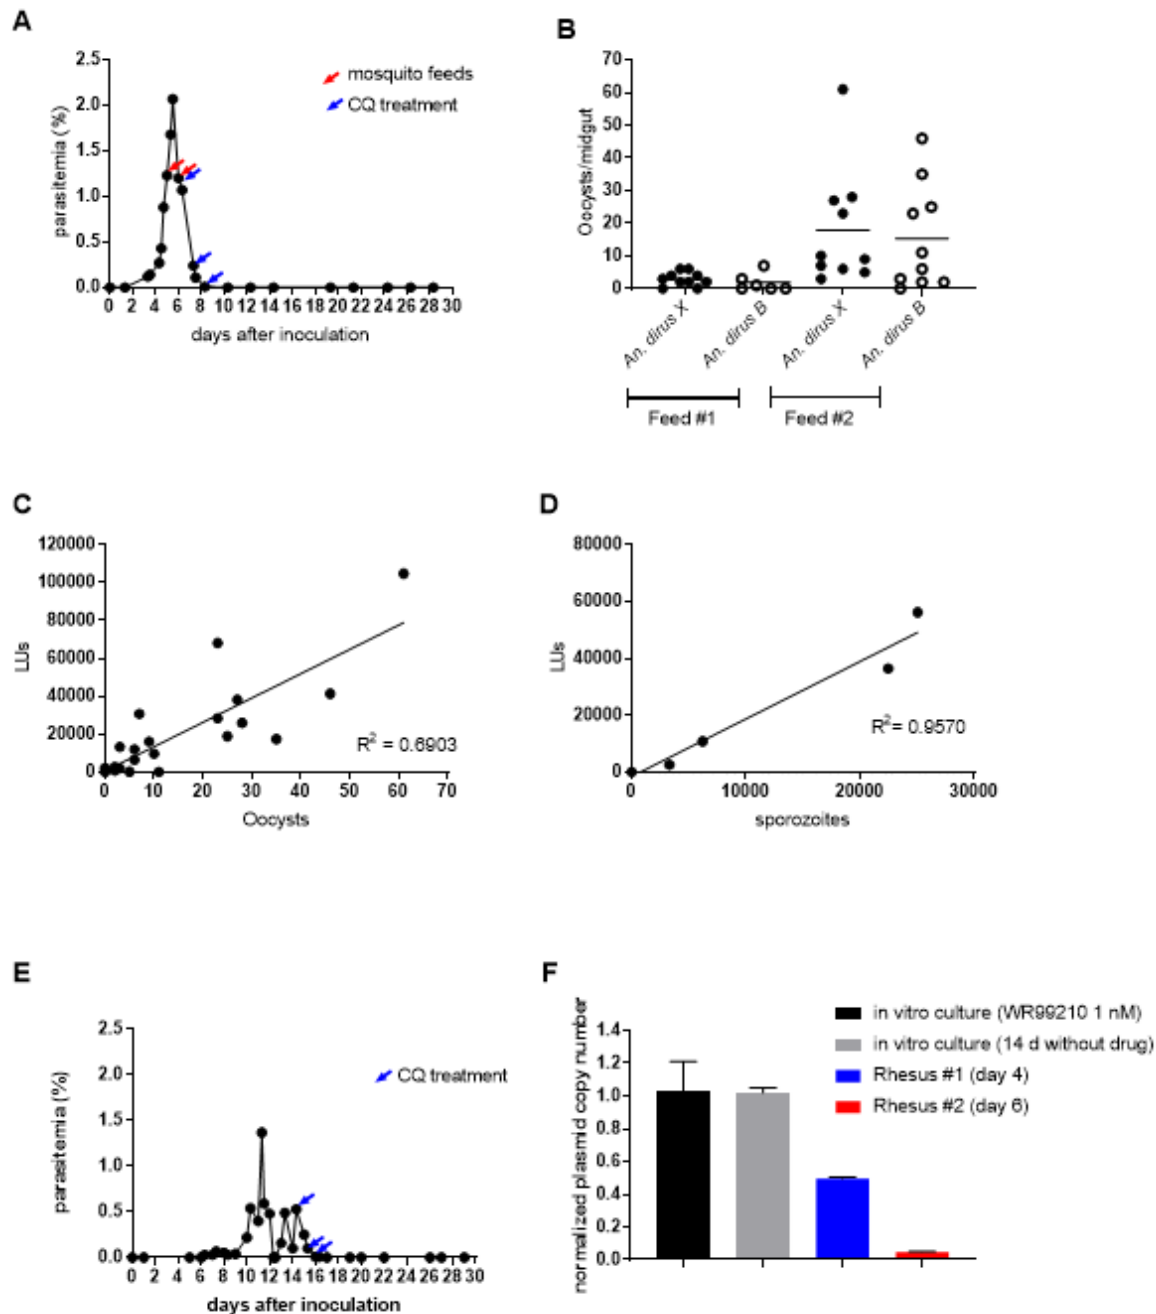 A
2.5
2.0
1.5
1.0
0.5
0.0
parasitemia (%)
0 2 4 6 8 10 12 14 16 18 20 22 24 26 28 30
days after inoculation
mosquito feeds
CQ treatment
B
70
60
50
40
30
20
10
0
Oocysts/midgut
An. dirus X
An. dirus B
An. dirus X
An. dirus B
Feed #1
Feed #2
C
120000
100000
80000
60000
40000
20000
0
LUs
0 10 20 30 40 50 60 70
Oocysts
R² = 0.6903
D
80000
60000
40000
20000
0
LUs
0 10000 20000 30000
sporozoites
R² = 0.9570
E
2.5
2.0
1.5
1.0
0.5
0.0
parasitemia (%)
0 2 4 6 8 10 12 14 16 18 20 22 24 26 28 30
days after inoculation
CQ treatment
F
normalized plasmid copy number
1.4
1.2
1.0
0.8
0.6
0.4
0.2
0.0
in vitro culture (WR99210 1 nM)
in vitro culture (14 d without drug)
Rhesus #1 (day 4)
Rhesus #2 (day 6)